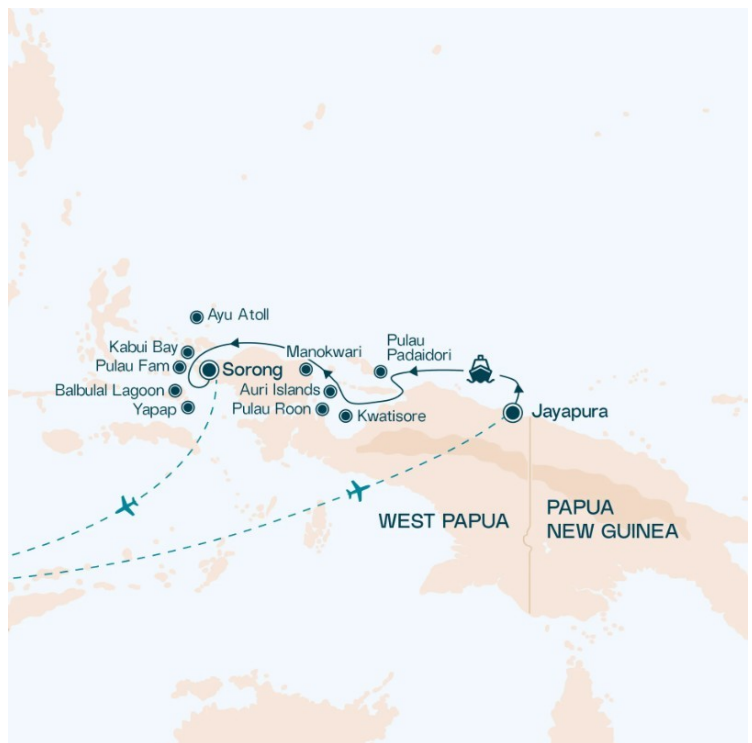 Ayu Atoll
Kabui Bay
Pulau Fam
Balbulal Lagoon
Yapap
Sorong
Manokwari
Auri Islands
Pulau Roon
Kwatisore
Pulau
Padaidori
Jayapura
WEST PAPUA
PAPUA
NEW GUINEA